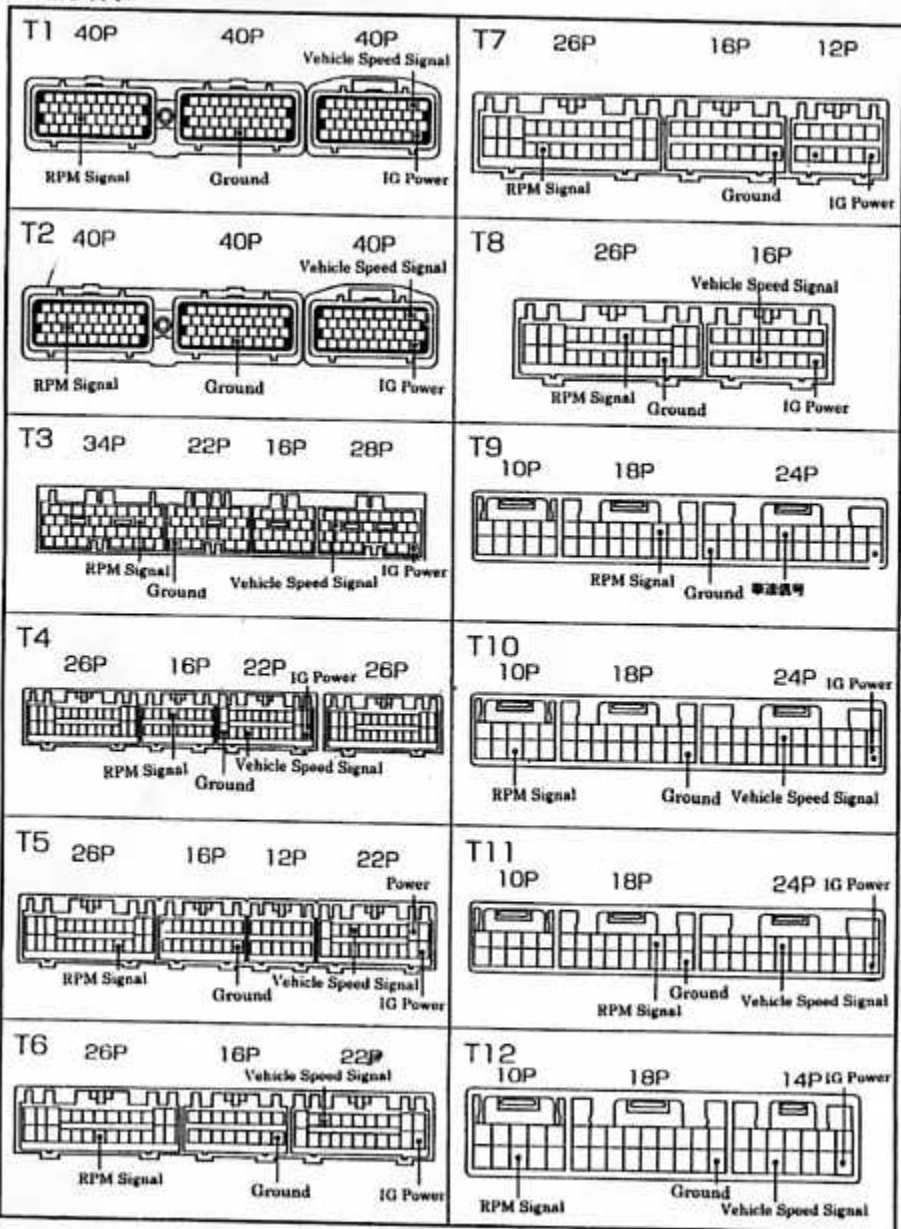 T1 40P 40P 40P
Vehicle Speed Signal
RPM Signal Ground IG Power
T2 40P 40P 40P
Vehicle Speed Signal
RPM Signal Ground IG Power
T3 34P 22P 16P 28P
RPM Signal Vehicle Speed Signal IG Power
Ground
T4 26P 16P 22P IG Power 26P
RPM Signal Vehicle Speed Signal
Ground
T5 26P 16P 12P 22P
Power
RPM Signal Vehicle Speed Signal
Ground IG Power
T6 26P 16P 22P
Vehicle Speed Signal
RPM Signal Ground IG Power
T7 26P 16P 12P
RPM Signal Ground IG Power
T8 26P 16P
Vehicle Speed Signal
RPM Signal Ground IG Power
T9
10P 18P 24P
RPM Signal Ground 車速信号
T10
10P 18P 24P IG Power
RPM Signal Ground Vehicle Speed Signal
T11
10P 18P 24P IG Power
RPM Signal Ground Vehicle Speed Signal
T12
10P 18P 14P IG Power
RPM Signal Ground Vehicle Speed Signal